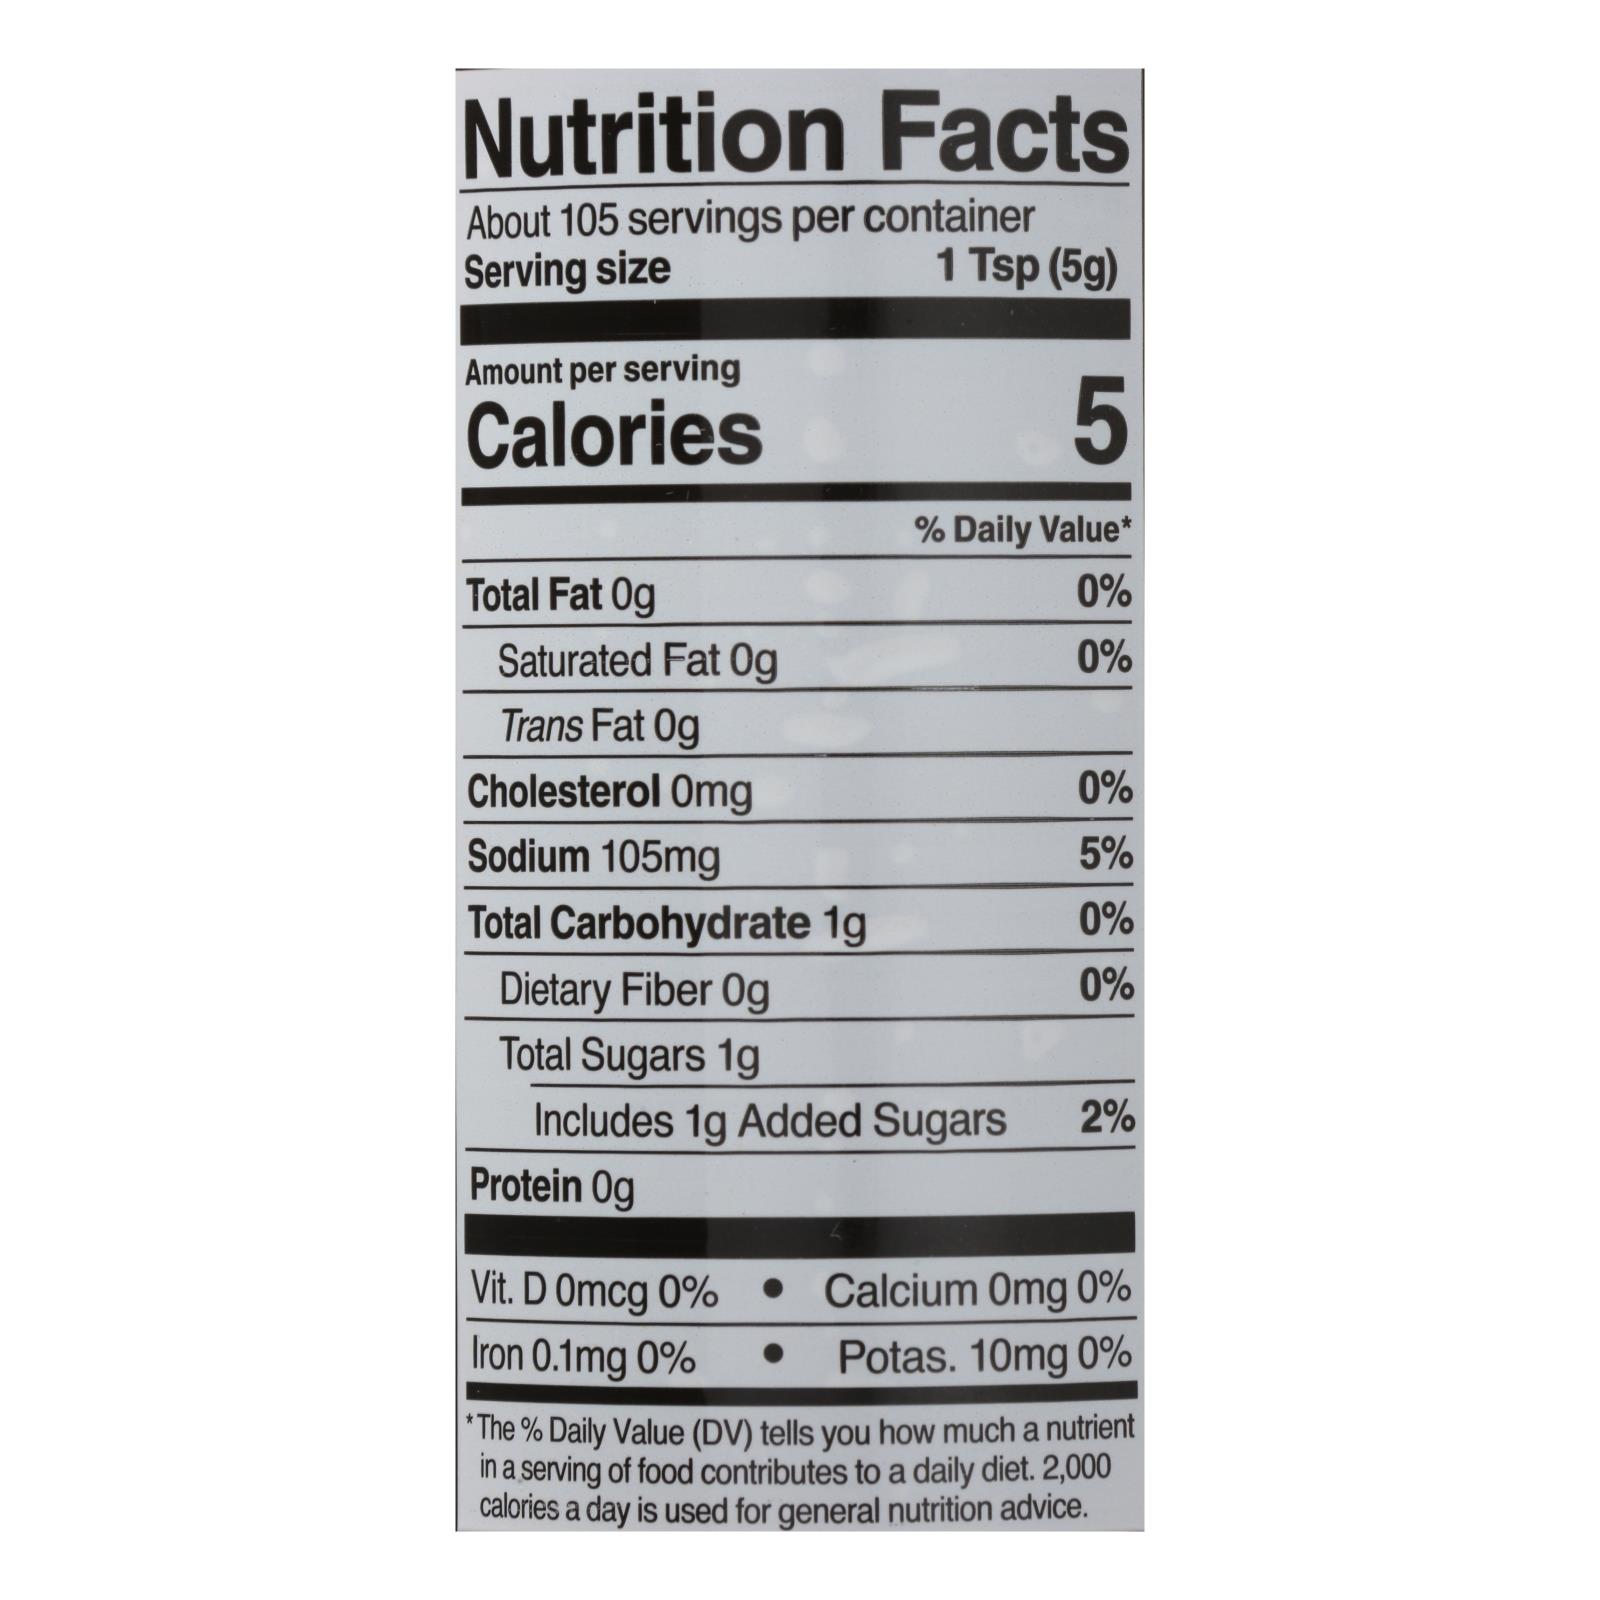 Nutrition Facts
About 105 servings per container
Serving size 1 Tsp (5g)
Amount per serving
Calories 5
% Daily Value*
Total Fat 0g 0%
Saturated Fat 0g 0%
Trans Fat 0g
Cholesterol 0mg 0%
Sodium 105mg 5%
Total Carbohydrate 1g 0%
Dietary Fiber 0g 0%
Total Sugars 1g
Includes 1g Added Sugars 2%
Protein 0g
Vit. D 0mcg 0% • Calcium 0mg 0%
Iron 0.1mg 0% • Potas. 10mg 0%
*The % Daily Value (DV) tells you how much a nutrient
in a serving of food contributes to a daily diet. 2,000
calories a day is used for general nutrition advice.